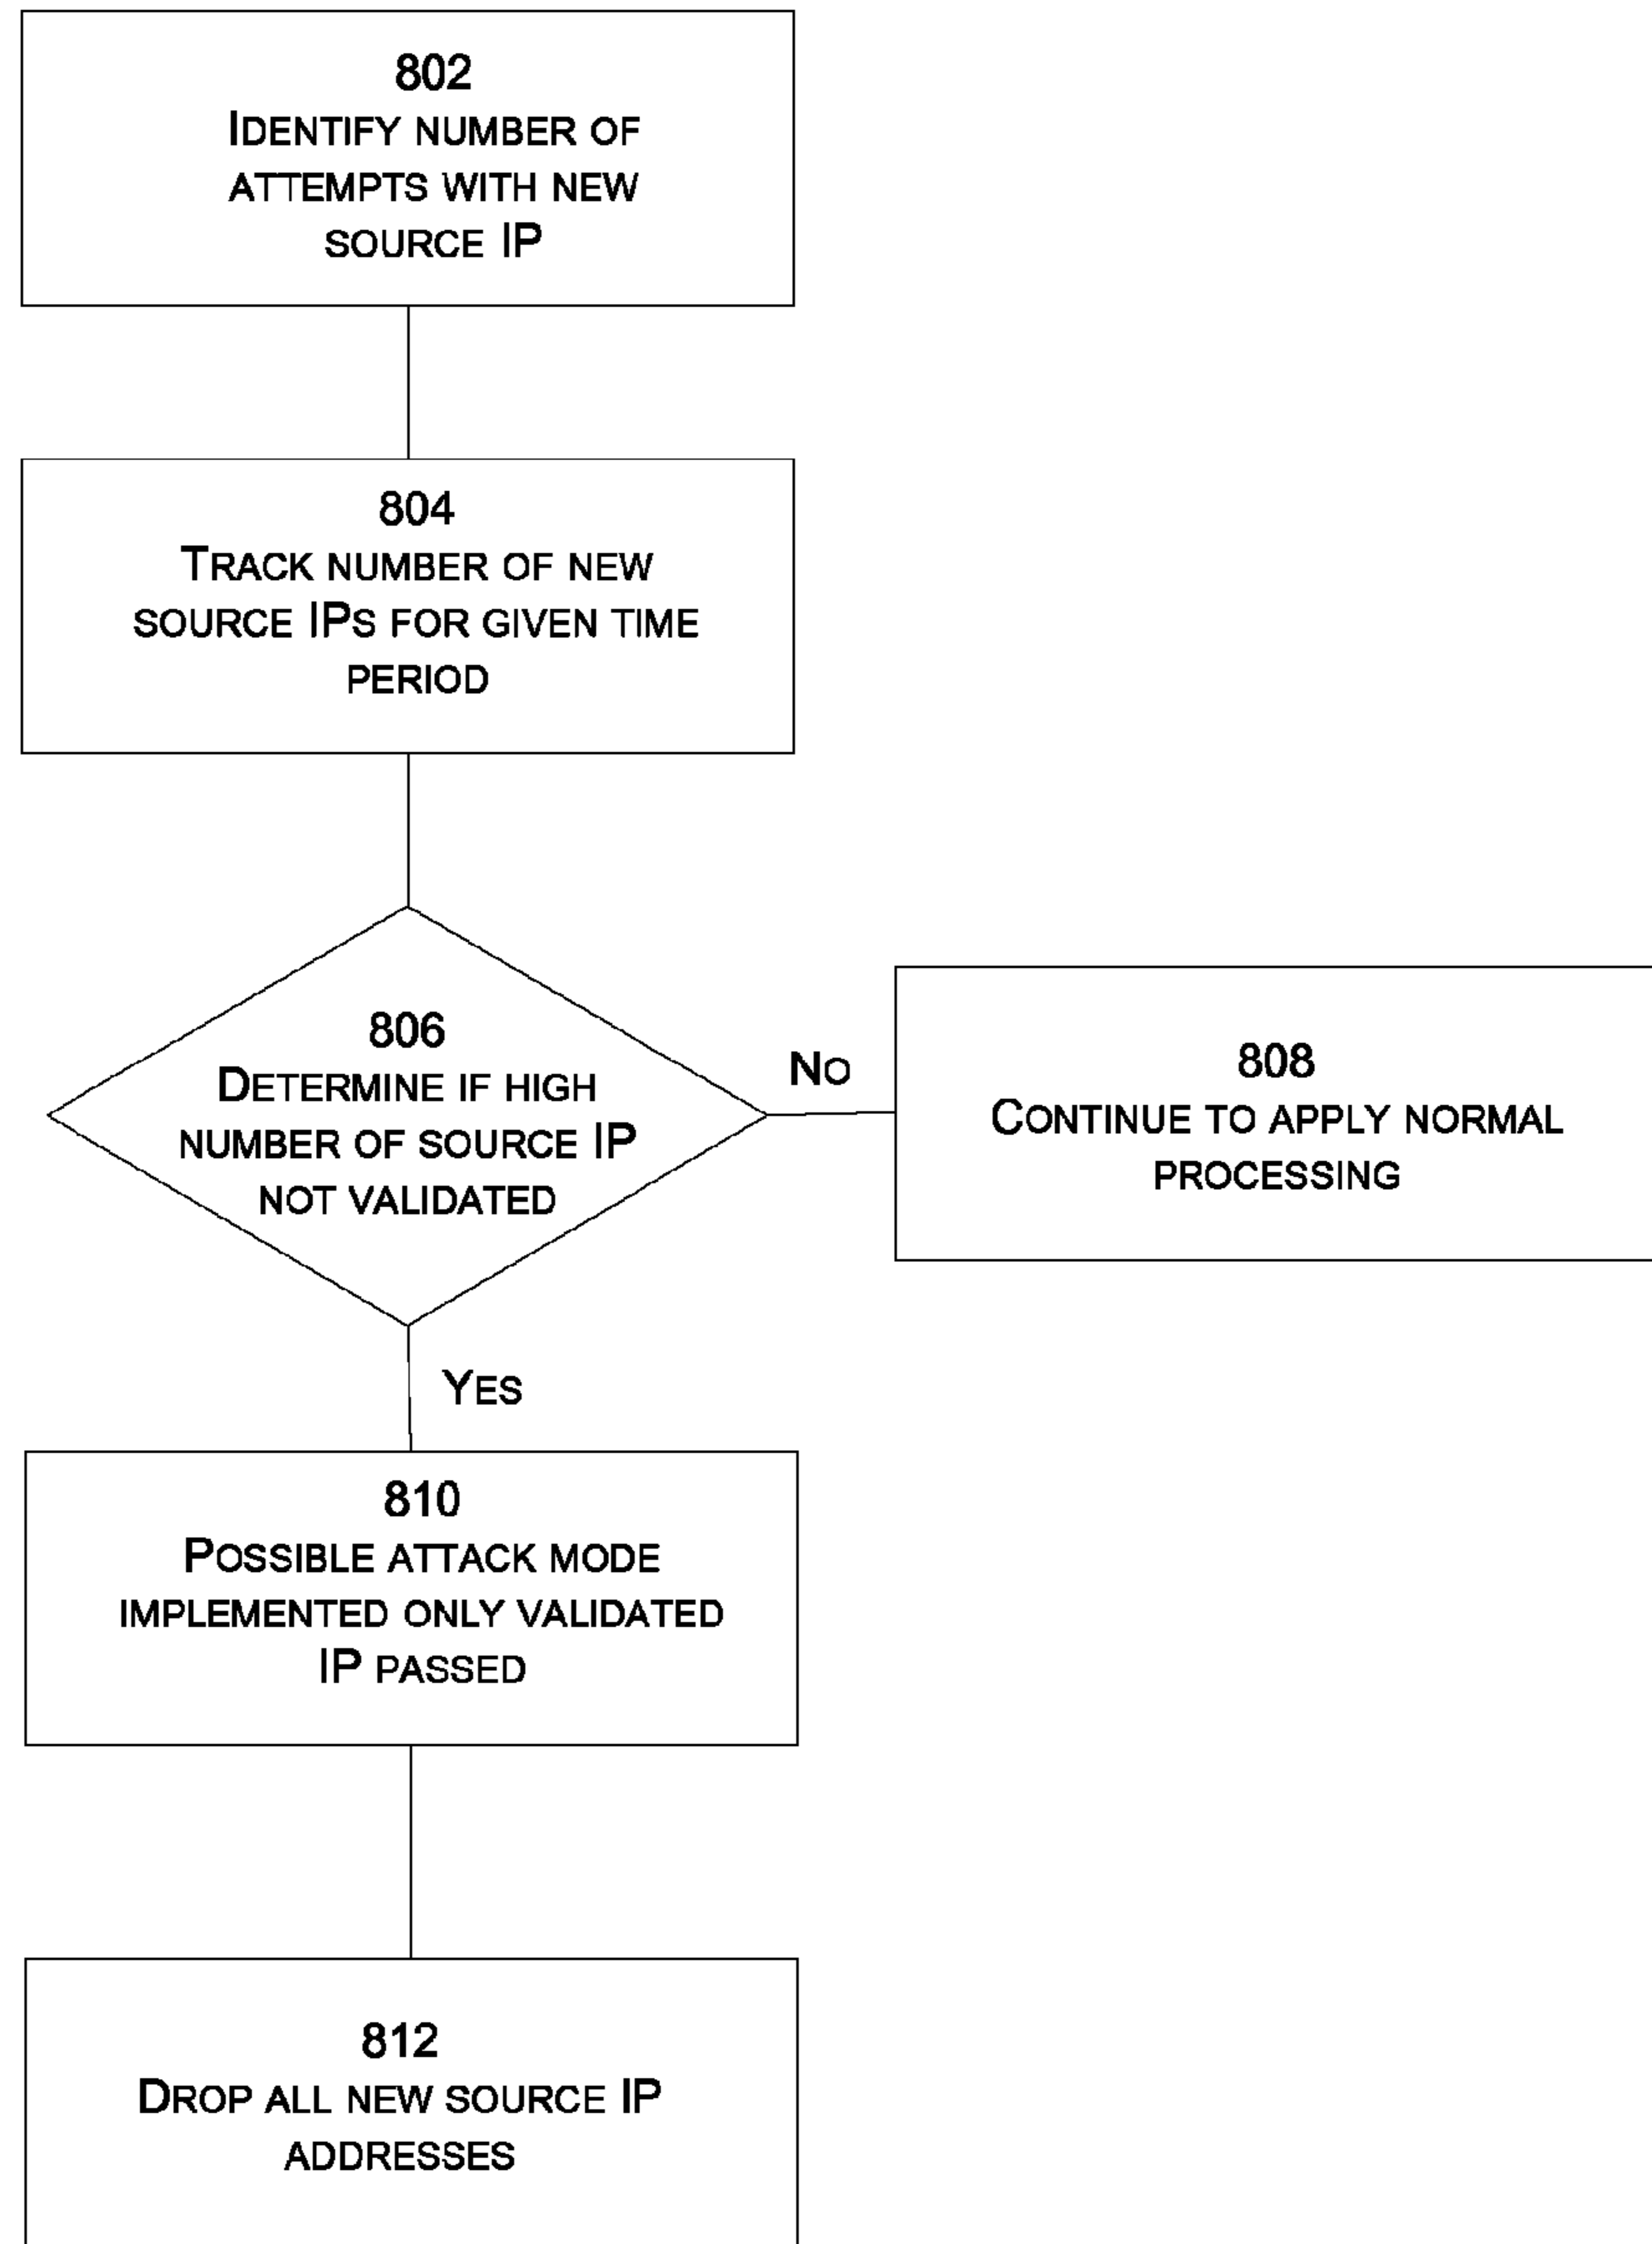 802
IDENTIFY NUMBER OF
ATTEMPTS WITH NEW
SOURCE IP
804
TRACK NUMBER OF NEW
SOURCE IPS FOR GIVEN TIME
PERIOD
806
DETERMINE IF HIGH
NUMBER OF SOURCE IP
NOT VALIDATED
NO
808
CONTINUE TO APPLY NORMAL
PROCESSING
YES
810
POSSIBLE ATTACK MODE
IMPLEMENTED ONLY VALIDATED
IP PASSED
812
DROP ALL NEW SOURCE IP
ADDRESSES